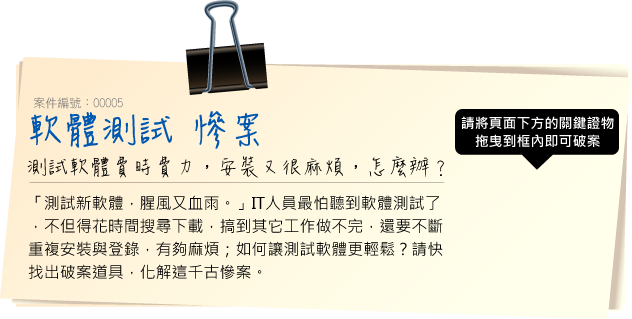 案件編號：00005
軟體測試 慘案
測試軟體費時費力，安裝又很麻煩，怎麼辦？
請將頁面下方的關鍵證物
拖曳到框內即可破案
「測試新軟體，腥風又血雨。」IT人員最怕聽到軟體測試了
，不但得花時間搜尋下載，搞到其它工作做不完，還要不斷
重複安裝與登錄，有夠麻煩；如何讓測試軟體更輕鬆？請快
找出破案道具，化解這千古慘案。